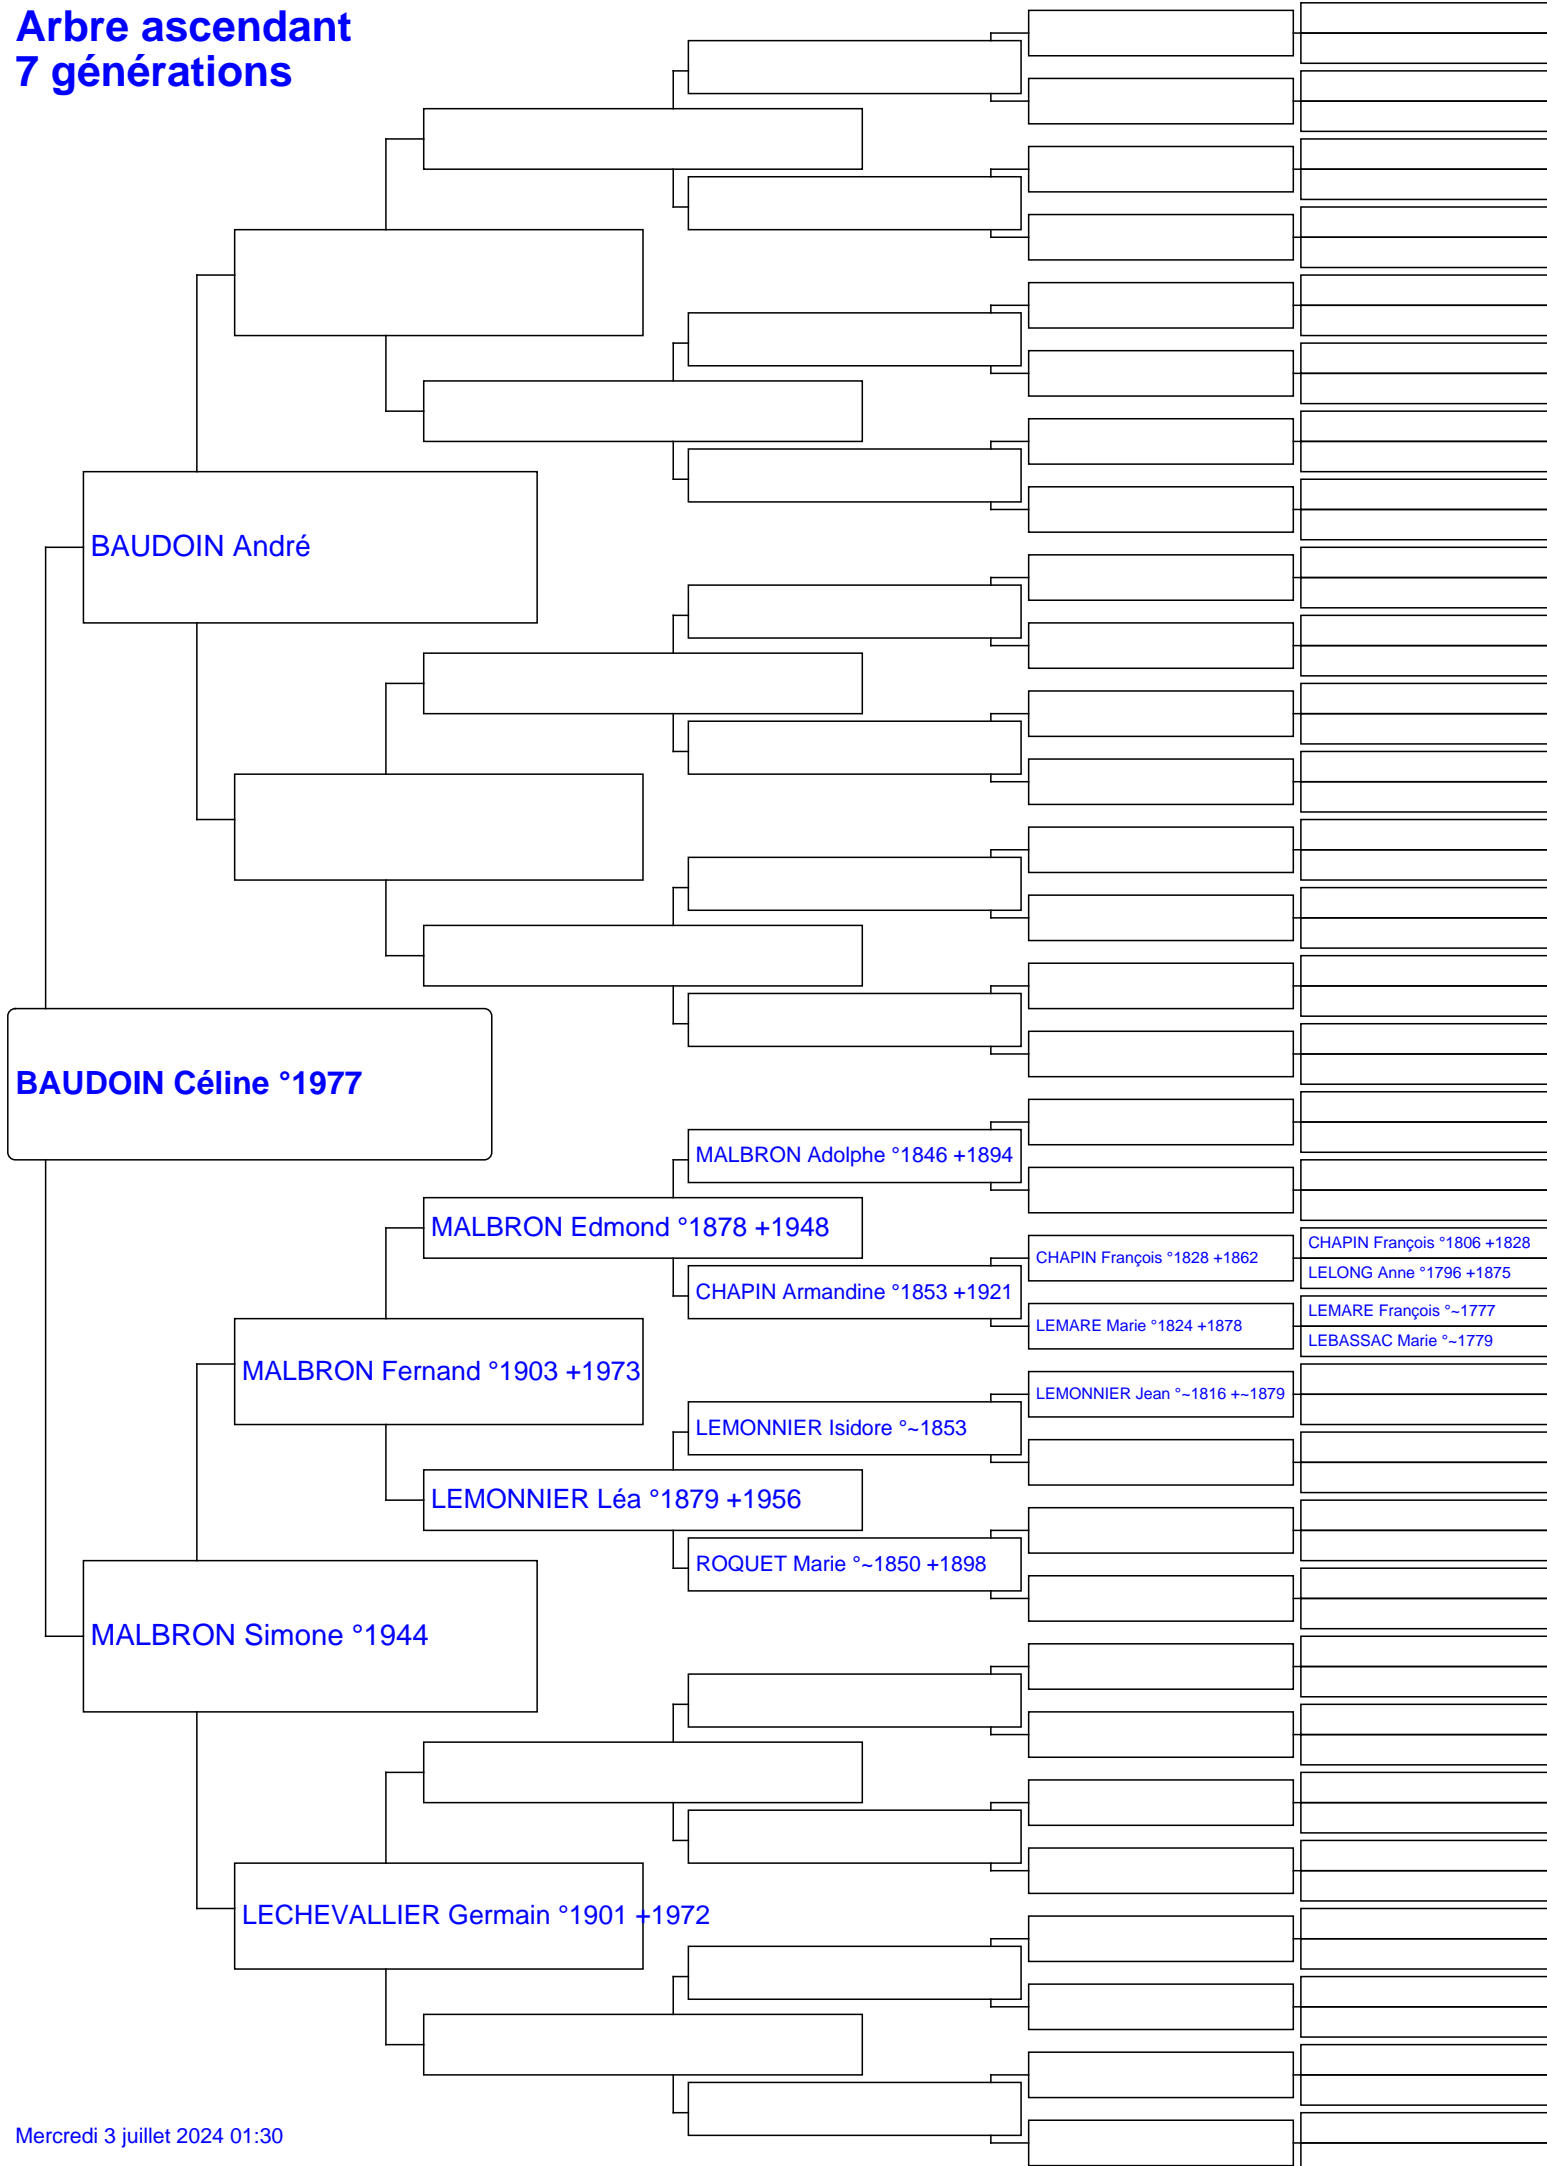 Arbre ascendant
7 générations
BAUDOIN André
BAUDOIN Céline °1977
MALBRON Adolphe °1846 +1894
MALBRON Edmond °1878 +1948
CHAPIN François °1828 +1862
CHAPIN François °1806 +1828
LELONG Anne °1796 +1875
CHAPIN Armandine °1853 +1921
LEMARE Marie °1824 +1878
LEMARE François °~1777
LEBASSAC Marie °~1779
MALBRON Fernand °1903 +1973
LEMONNIER Jean °~1816 +~1879
LEMONNIER Isidore °~1853
LEMONNIER Léa °1879 +1956
ROQUET Marie °~1850 +1898
MALBRON Simone °1944
LECHEVALLIER Germain °1901 +1972
Mercredi 3 juillet 2024 01:30